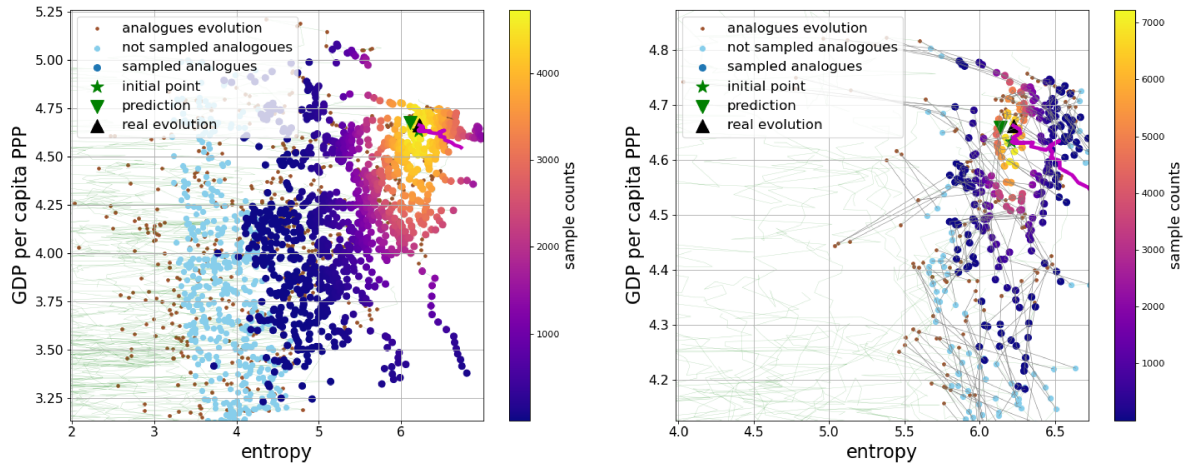 analogues evolution
not sampled analogoues
sampled analogues
initial point
prediction
real evolution
5.25
5.00
4.75
4.50
4.25
4.00
3.75
3.50
3.25
GDP per capita PPP
2
3
4
5
6
entropy
4000
3000
2000
1000
sample counts
analogues evolution
not sampled analogoues
sampled analogues
initial point
prediction
real evolution
4.8
4.7
4.6
4.5
4.4
4.3
4.2
GDP per capita PPP
4.0
4.5
5.0
5.5
6.0
6.5
entropy
7000
6000
5000
4000
3000
2000
1000
sample counts